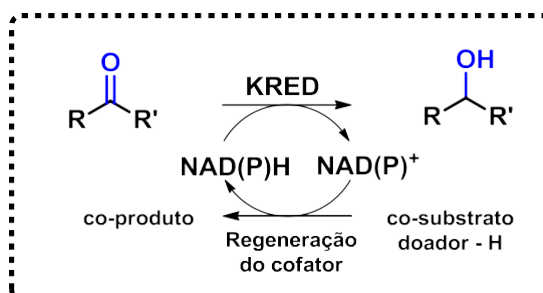 O
R R'
KRED
OH
R R'
NAD(P)H NAD(P)+
co-produto
Regeneração
do cofator
co-substrato
doador - H